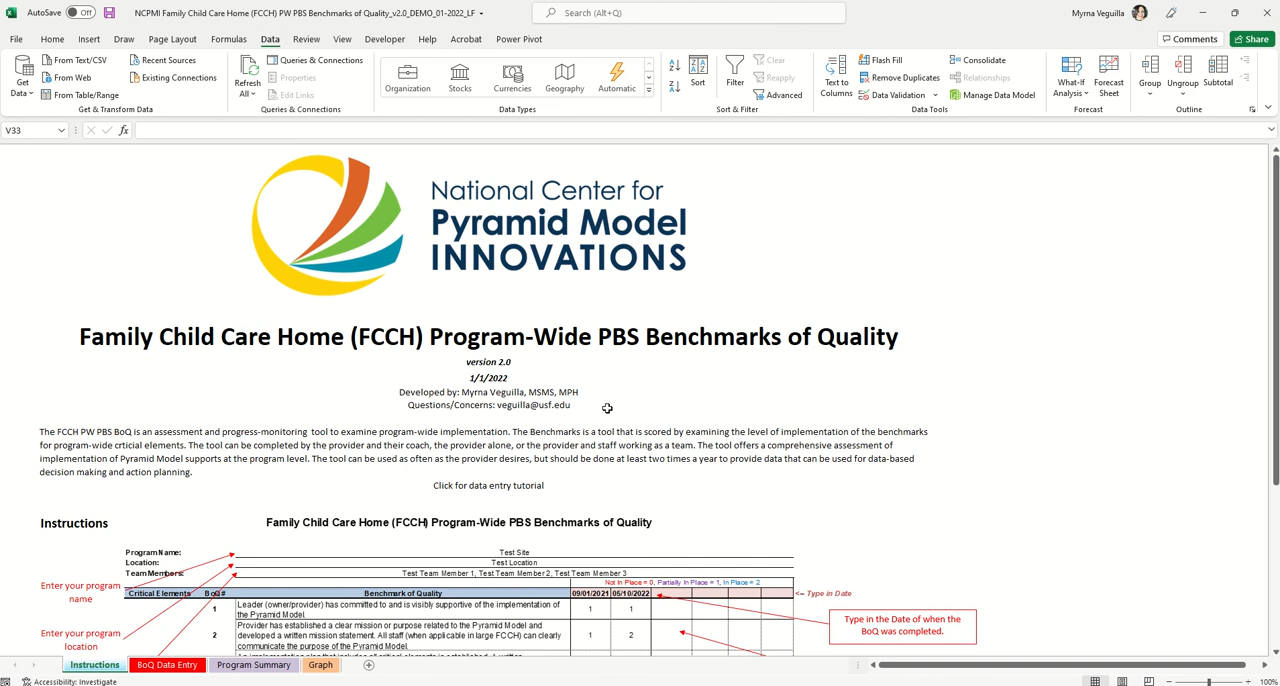 AutoSave Off NCPMI Family Child Care Home (FCCH) PW PBS Benchmarks of Quality_v2.0_DEMO_01-2022_LF Search (Alt+Q) Myrna Veguilla
File Home Insert Draw Page Layout Formulas Data Review View Developer Help Acrobat Power Pivot Comments Share
From Text/CSV Recent Sources Queries & Connections Clear Flash Fill Consolidate
From Web Existing Connections Properties Reapply Remove Duplicates Relationships
From Table/Range Edit Links Advanced Data Validation Manage Data Model
Get Data Refresh All Organization Stocks Currencies Geography Automatic Sort Filter Text to Columns What-If Analysis Forecast Sheet Group Ungroup Subtotal
Get & Transform Data Queries & Connections Data Types Sort & Filter Data Tools Forecast Outline
V33 fx
National Center for
Pyramid Model
INNOVATIONS
Family Child Care Home (FCCH) Program-Wide PBS Benchmarks of Quality
version 2.0
1/1/2022
Developed by: Myrna Veguilla, MSMS, MPH
Questions/Concerns: veguilla@usf.edu
The FCCH PW PBS BoQ is an assessment and progress-monitoring tool to examine program-wide implementation. The Benchmarks is a tool that is scored by examining the level of implementation of the benchmarks
for program-wide crticial elements. The tool can be completed by the provider and their coach, the provider alone, or the provider and staff working as a team. The tool offers a comprehensive assessment of
implementation of Pyramid Model supports at the program level. The tool can be used as often as the provider desires, but should be done at least two times a year to provide data that can be used for data-based
decision making and action planning.
Click for data entry tutorial
Instructions
Family Child Care Home (FCCH) Program-Wide PBS Benchmarks of Quality
Program Name: Test Site
Location: Test Location
Team Members: Test Team Member 1, Test Team Member 2, Test Team Member 3
Not In Place = 0, Partially In Place = 1, In Place = 2
Enter your program
name
Critical Elements BoQ# Benchmark of Quality 09/01/2021 05/10/2022 <– Type in Date
1 Leader (owner/provider) has committed to and is visibly supportive of the implementation of
the Pyramid Model. 1 1
Type in the Date of when the
BoQ was completed.
Enter your program
location
2 Provider has established a clear mission or purpose related to the Pyramid Model and
developed a written mission statement. All staff (when applicable in large FCCH) can clearly
communicate the purpose of the Pyramid Model. 1 2
Instructions BoQ Data Entry Program Summary Graph
Accessibility: Investigate 100%